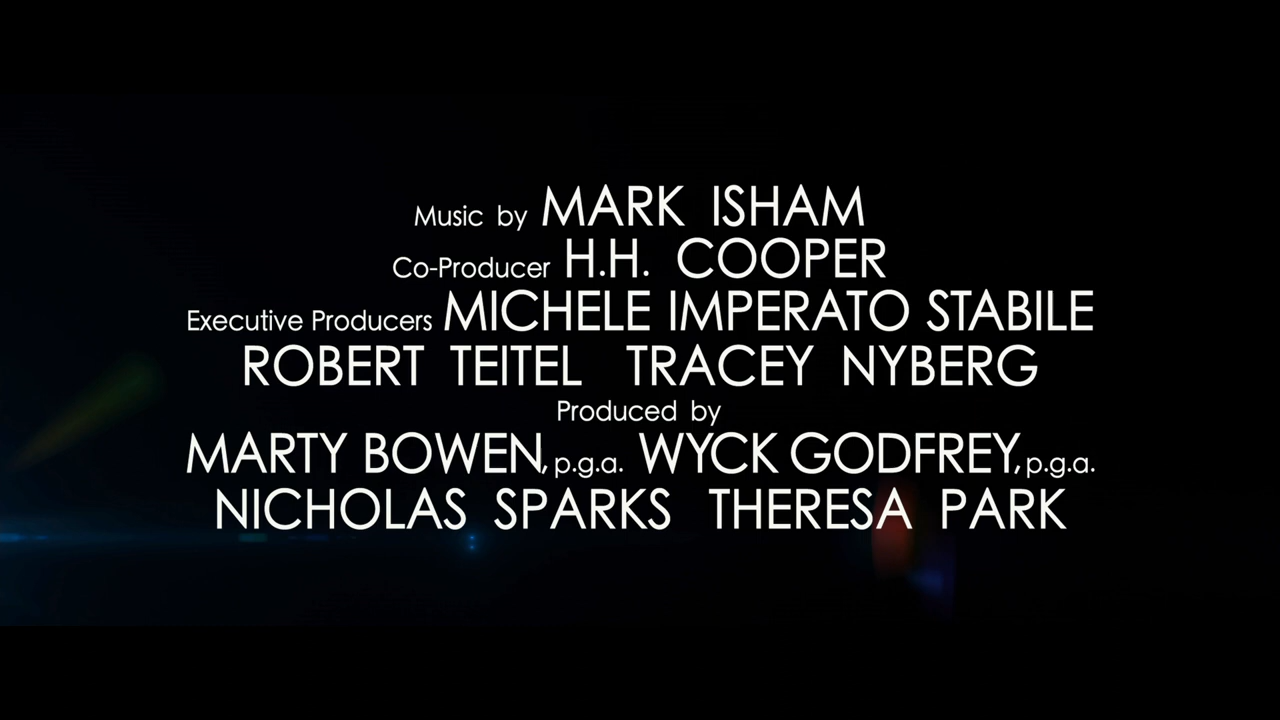 Music by MARK ISHAM
Co-Producer H.H. COOPER
Executive Producers MICHELE IMPERATO STABILE
ROBERT TEITEL TRACEY NYBERG
Produced by
MARTY BOWEN, p.g.a. WYCK GODFREY, p.g.a.
NICHOLAS SPARKS THERESA PARK